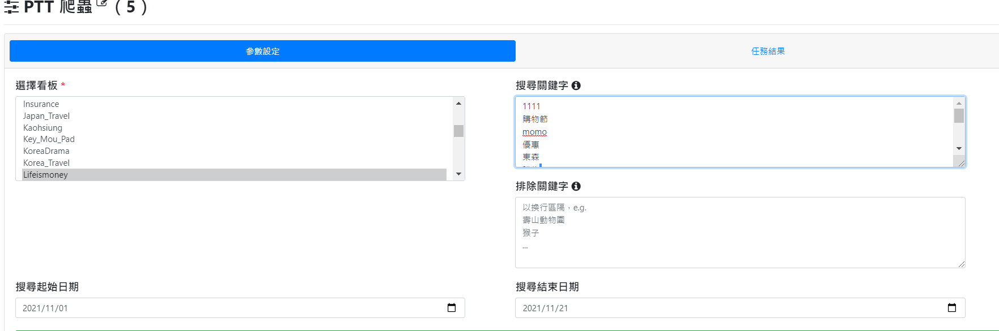 PTT 爬蟲 ( 5 )
參數設定
任務結果
選擇看板 *
Insurance
Japan_Travel
Kaohsiung
Key_Mou_Pad
KoreaDrama
Korea_Travel
Lifeismoney
搜尋關鍵字
1111
購物節
momo
優惠
東森
排除關鍵字
以換行區隔，e.g.
壽山動物園
猴子
...
搜尋起始日期
2021/11/01
搜尋結束日期
2021/11/21